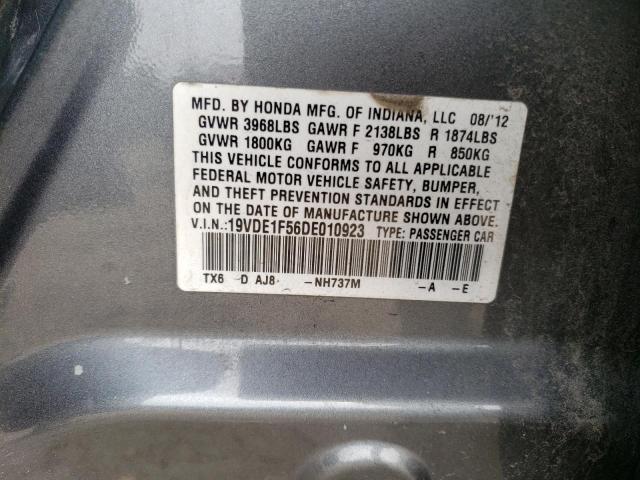 MFD. BY HONDA MFG. OF INDIANA, LLC 08/'12
GVWR 3968LBS GAWR F 2138LBS R 1874LBS
GVWR 1800KG GAWR F 970KG R 850KG
THIS VEHICLE CONFORMS TO ALL APPLICABLE
FEDERAL MOTOR VEHICLE SAFETY, BUMPER,
AND THEFT PREVENTION STANDARDS IN EFFECT
ON THE DATE OF MANUFACTURE SHOWN ABOVE.
V.I.N.:19VDE1F56DE010923 TYPE: PASSENGER CAR
TX6 D AJ8 -NH737M -A -E